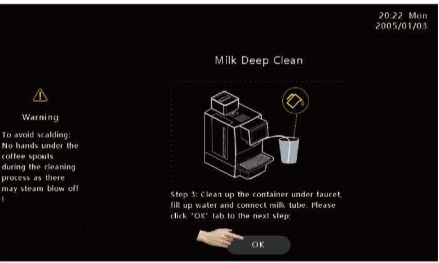 20:22 Mon
2005/01/03
Milk Deep Clean
Warning
To avoid scalding!
No hands under the
coffee spouts
during the cleaning
process as there
may steam blow off
!
Step 3: Clean up the container under faucet,
fill up water and connect milk tube. Please
click "OK" tab to the next step;
OK